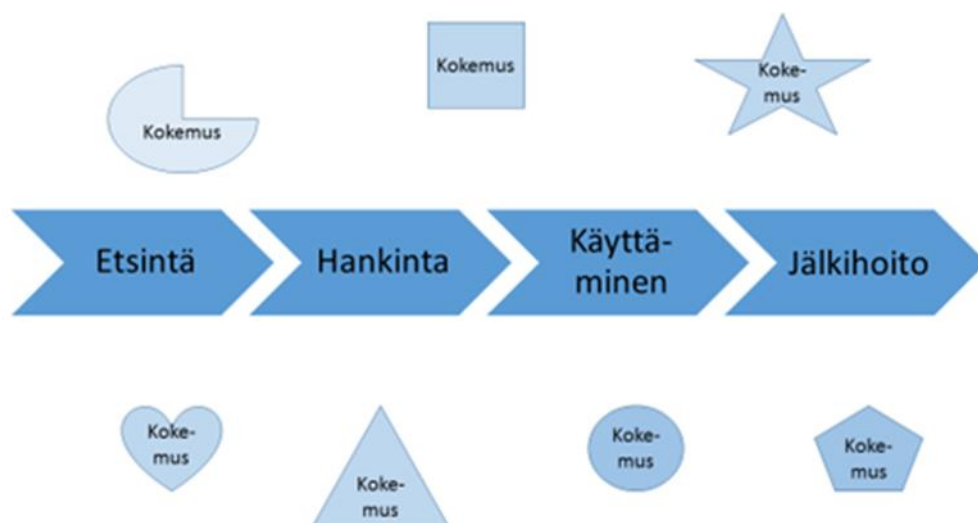 Kokemus
Kokemus
Koke-
mus
Etsintä
Hankinta
Käyttä-
minen
Jälkihoito
Koke-
mus
Koke-
mus
Koke-
mus
Koke-
mus